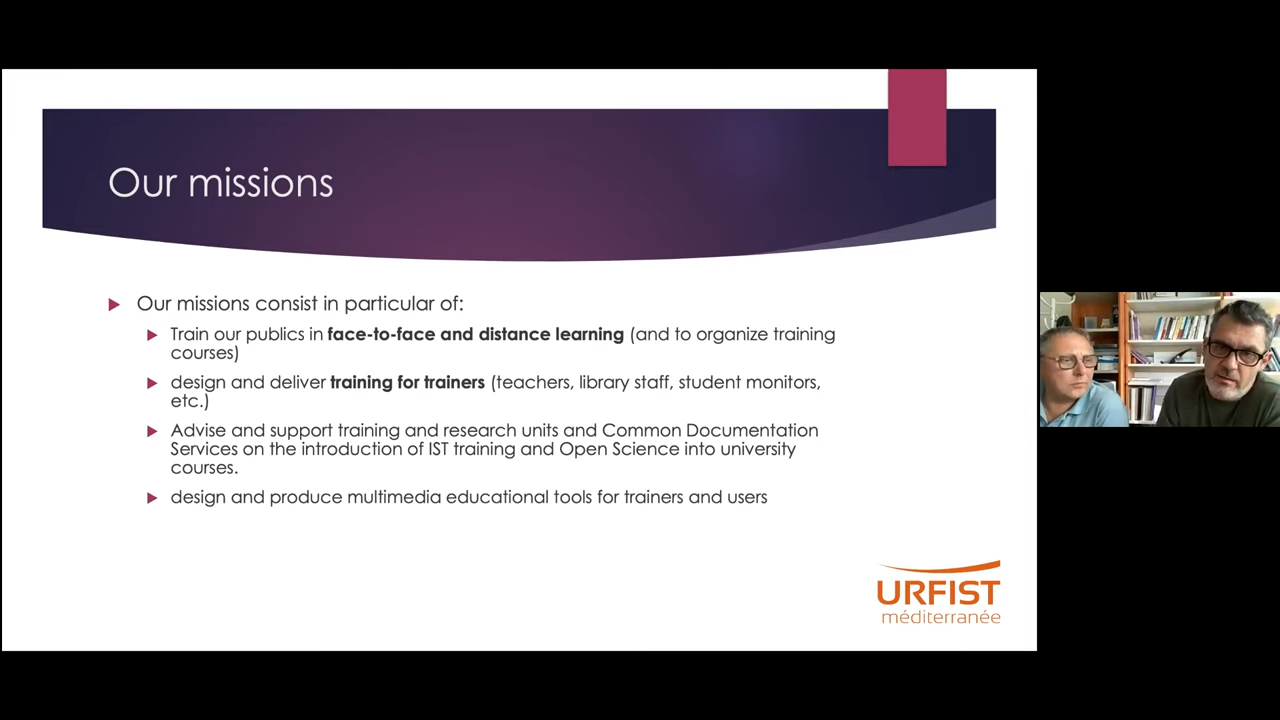 Our missions
Our missions consist in particular of:
Train our publics in face-to-face and distance learning (and to organize training
courses)
design and deliver training for trainers (teachers, library staff, student monitors,
etc.)
Advise and support training and research units and Common Documentation
Services on the introduction of IST training and Open Science into university
courses.
design and produce multimedia educational tools for trainers and users
URFIST
méditerranée